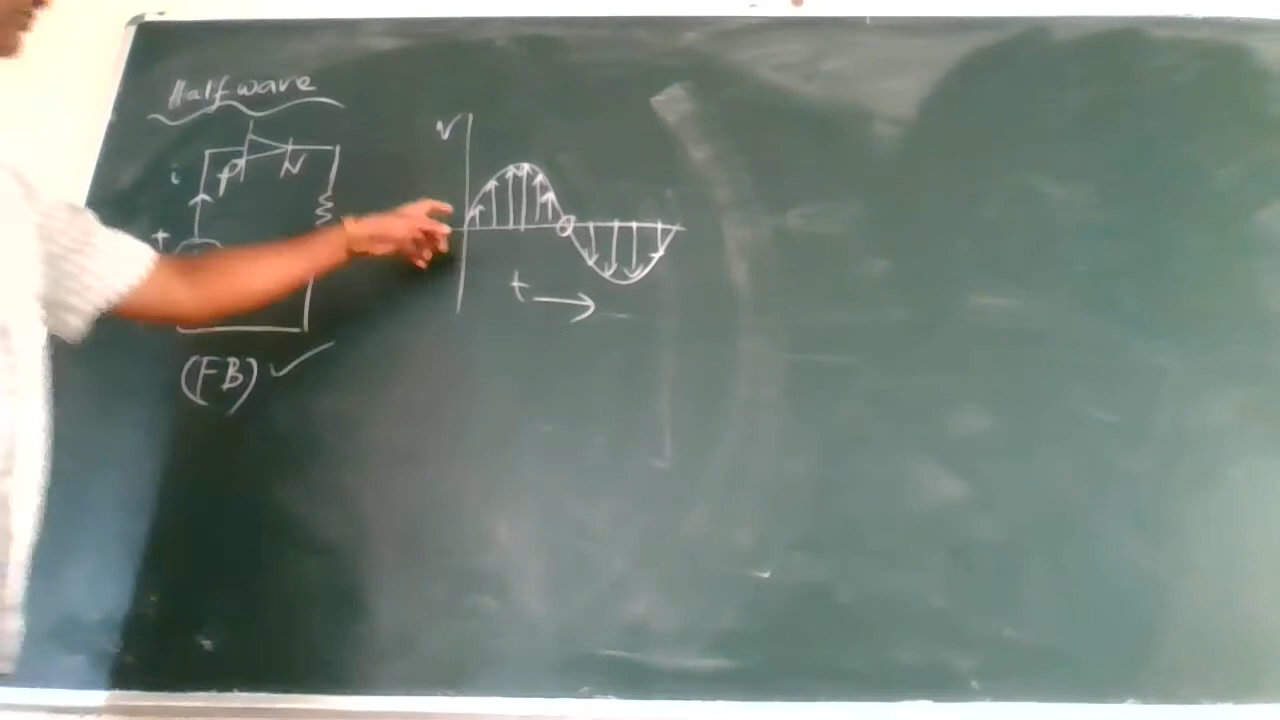 Half wave
V
i
P N
+
t
(FB) ✓